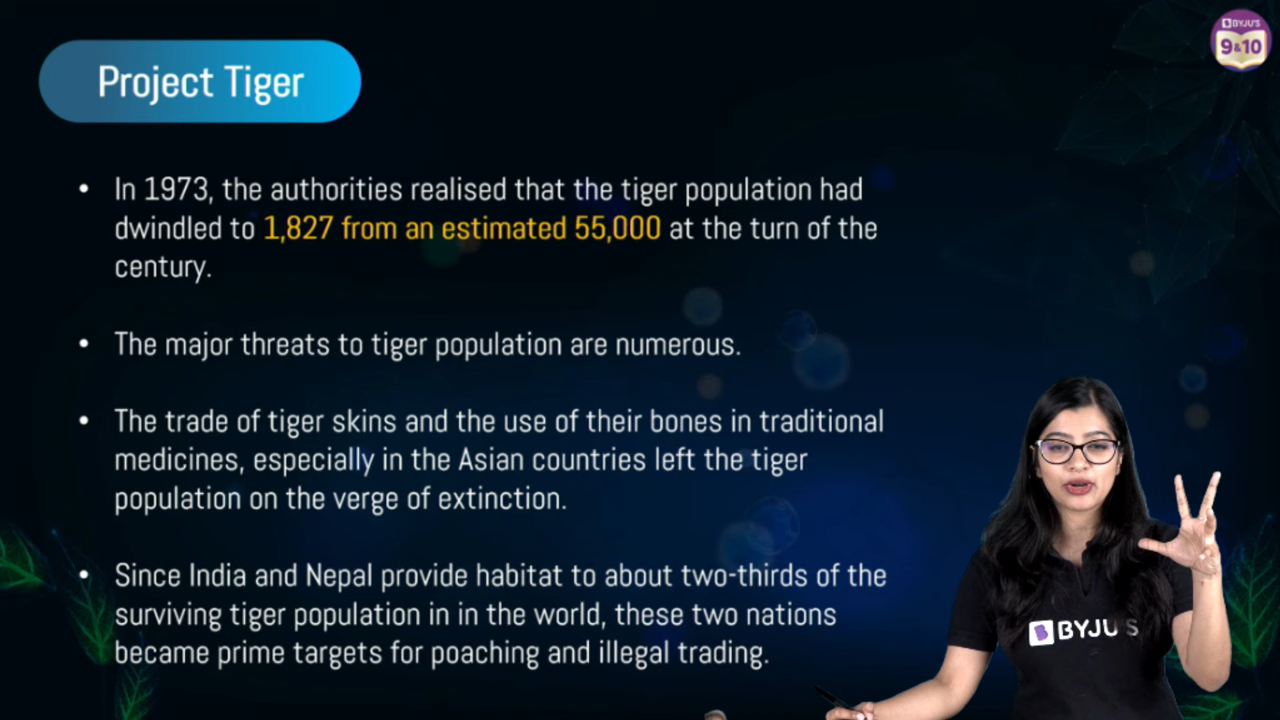 BYJU'S
9&10
Project Tiger
• In 1973, the authorities realised that the tiger population had
dwindled to 1,827 from an estimated 55,000 at the turn of the
century.
• The major threats to tiger population are numerous.
• The trade of tiger skins and the use of their bones in traditional
medicines, especially in the Asian countries left the tiger
population on the verge of extinction.
• Since India and Nepal provide habitat to about two-thirds of the
surviving tiger population in in the world, these two nations
became prime targets for poaching and illegal trading.
BYJU'S